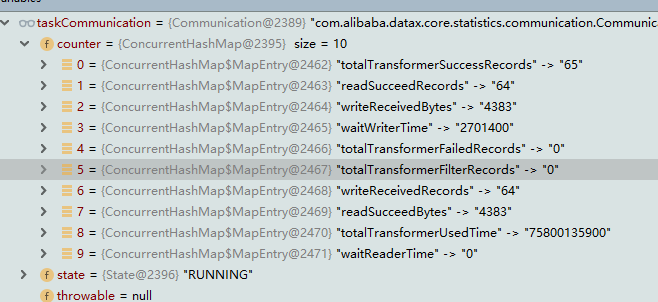 taskCommunication = {Communication@2389} "com.alibaba.datax.core.statistics.communication.Communic
counter = {ConcurrentHashMap@2395} size = 10
0 = {ConcurrentHashMap$MapEntry@2462} "totalTransformerSuccessRecords" -> "65"
1 = {ConcurrentHashMap$MapEntry@2463} "readSucceedRecords" -> "64"
2 = {ConcurrentHashMap$MapEntry@2464} "writeReceivedBytes" -> "4383"
3 = {ConcurrentHashMap$MapEntry@2465} "waitWriterTime" -> "2701400"
4 = {ConcurrentHashMap$MapEntry@2466} "totalTransformerFailedRecords" -> "0"
5 = {ConcurrentHashMap$MapEntry@2467} "totalTransformerFilterRecords" -> "0"
6 = {ConcurrentHashMap$MapEntry@2468} "writeReceivedRecords" -> "64"
7 = {ConcurrentHashMap$MapEntry@2469} "readSucceedBytes" -> "4383"
8 = {ConcurrentHashMap$MapEntry@2470} "totalTransformerUsedTime" -> "75800135900"
9 = {ConcurrentHashMap$MapEntry@2471} "waitReaderTime" -> "0"
state = {State@2396} "RUNNING"
throwable = null